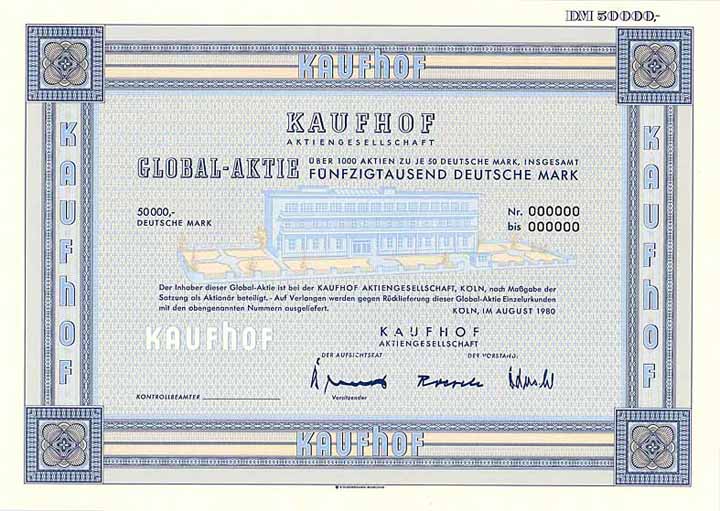 DM 50000,-
KAUFHOF
KAUFHOF
AKTIENGESELLSCHAFT
GLOBAL-AKTIE
ÜBER 1000 AKTIEN ZU JE 50 DEUTSCHE MARK, INSGESAMT
FÜNFZIGTAUSEND DEUTSCHE MARK
50000,-
DEUTSCHE MARK
Nr. 000000
bis 000000
Der Inhaber dieser Global-Aktie ist bei der KAUFHOF AKTIENGESELLSCHAFT, KÖLN, nach Maßgabe der
Satzung als Aktionär beteiligt. - Auf Verlangen werden gegen Rücklieferung dieser Global-Aktie Einzelurkunden
mit den obengenannten Nummern ausgeliefert.
KÖLN, IM AUGUST 1980
KAUFHOF
KAUFHOF
AKTIENGESELLSCHAFT
DER AUFSICHTSRAT
DER VORSTAND
Vorsitzender
KONTROLLBEAMTER
KAUFHOF
KAUFHOF
KAUFHOF